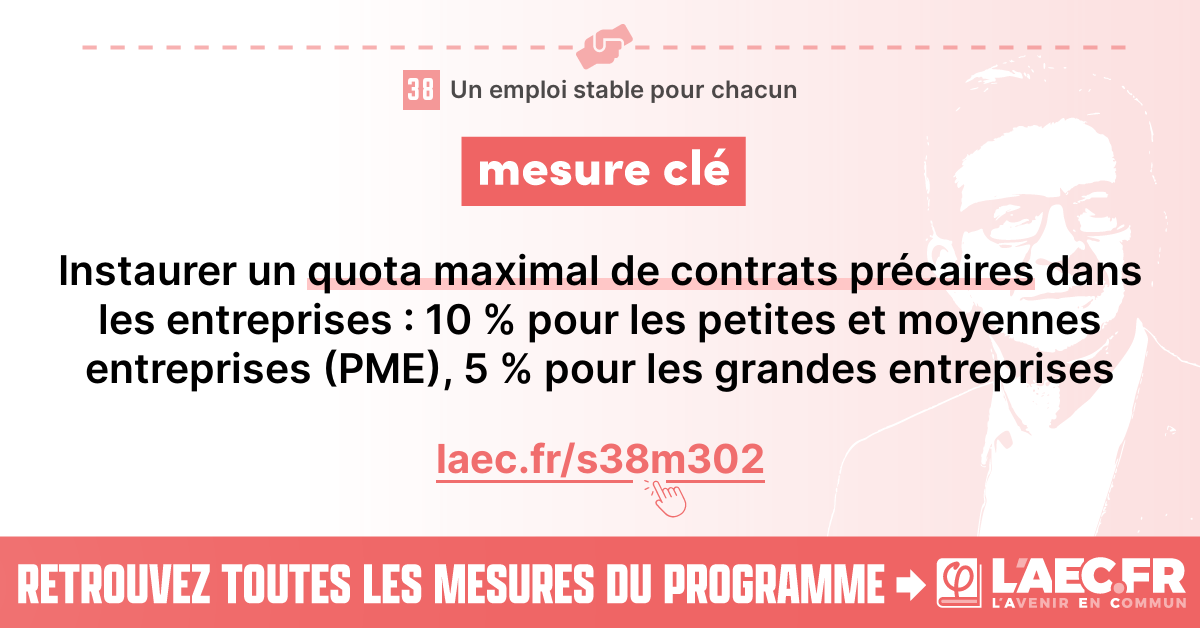 38 Un emploi stable pour chacun
mesure clé
Instaurer un quota maximal de contrats précaires dans
les entreprises : 10 % pour les petites et moyennes
entreprises (PME), 5 % pour les grandes entreprises
laec.fr/s38m302
RETROUVEZ TOUTES LES MESURES DU PROGRAMME → φ L'AEC.FR
L'AVENIR EN COMMUN